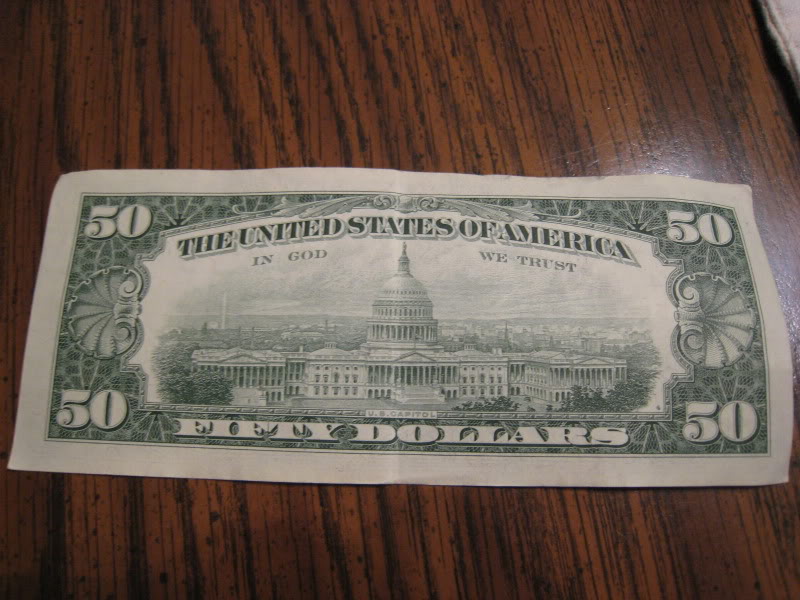 50 50
THE UNITED STATES OF AMERICA
IN GOD WE TRUST
U.S. CAPITOL
50 50
FIFTY DOLLARS